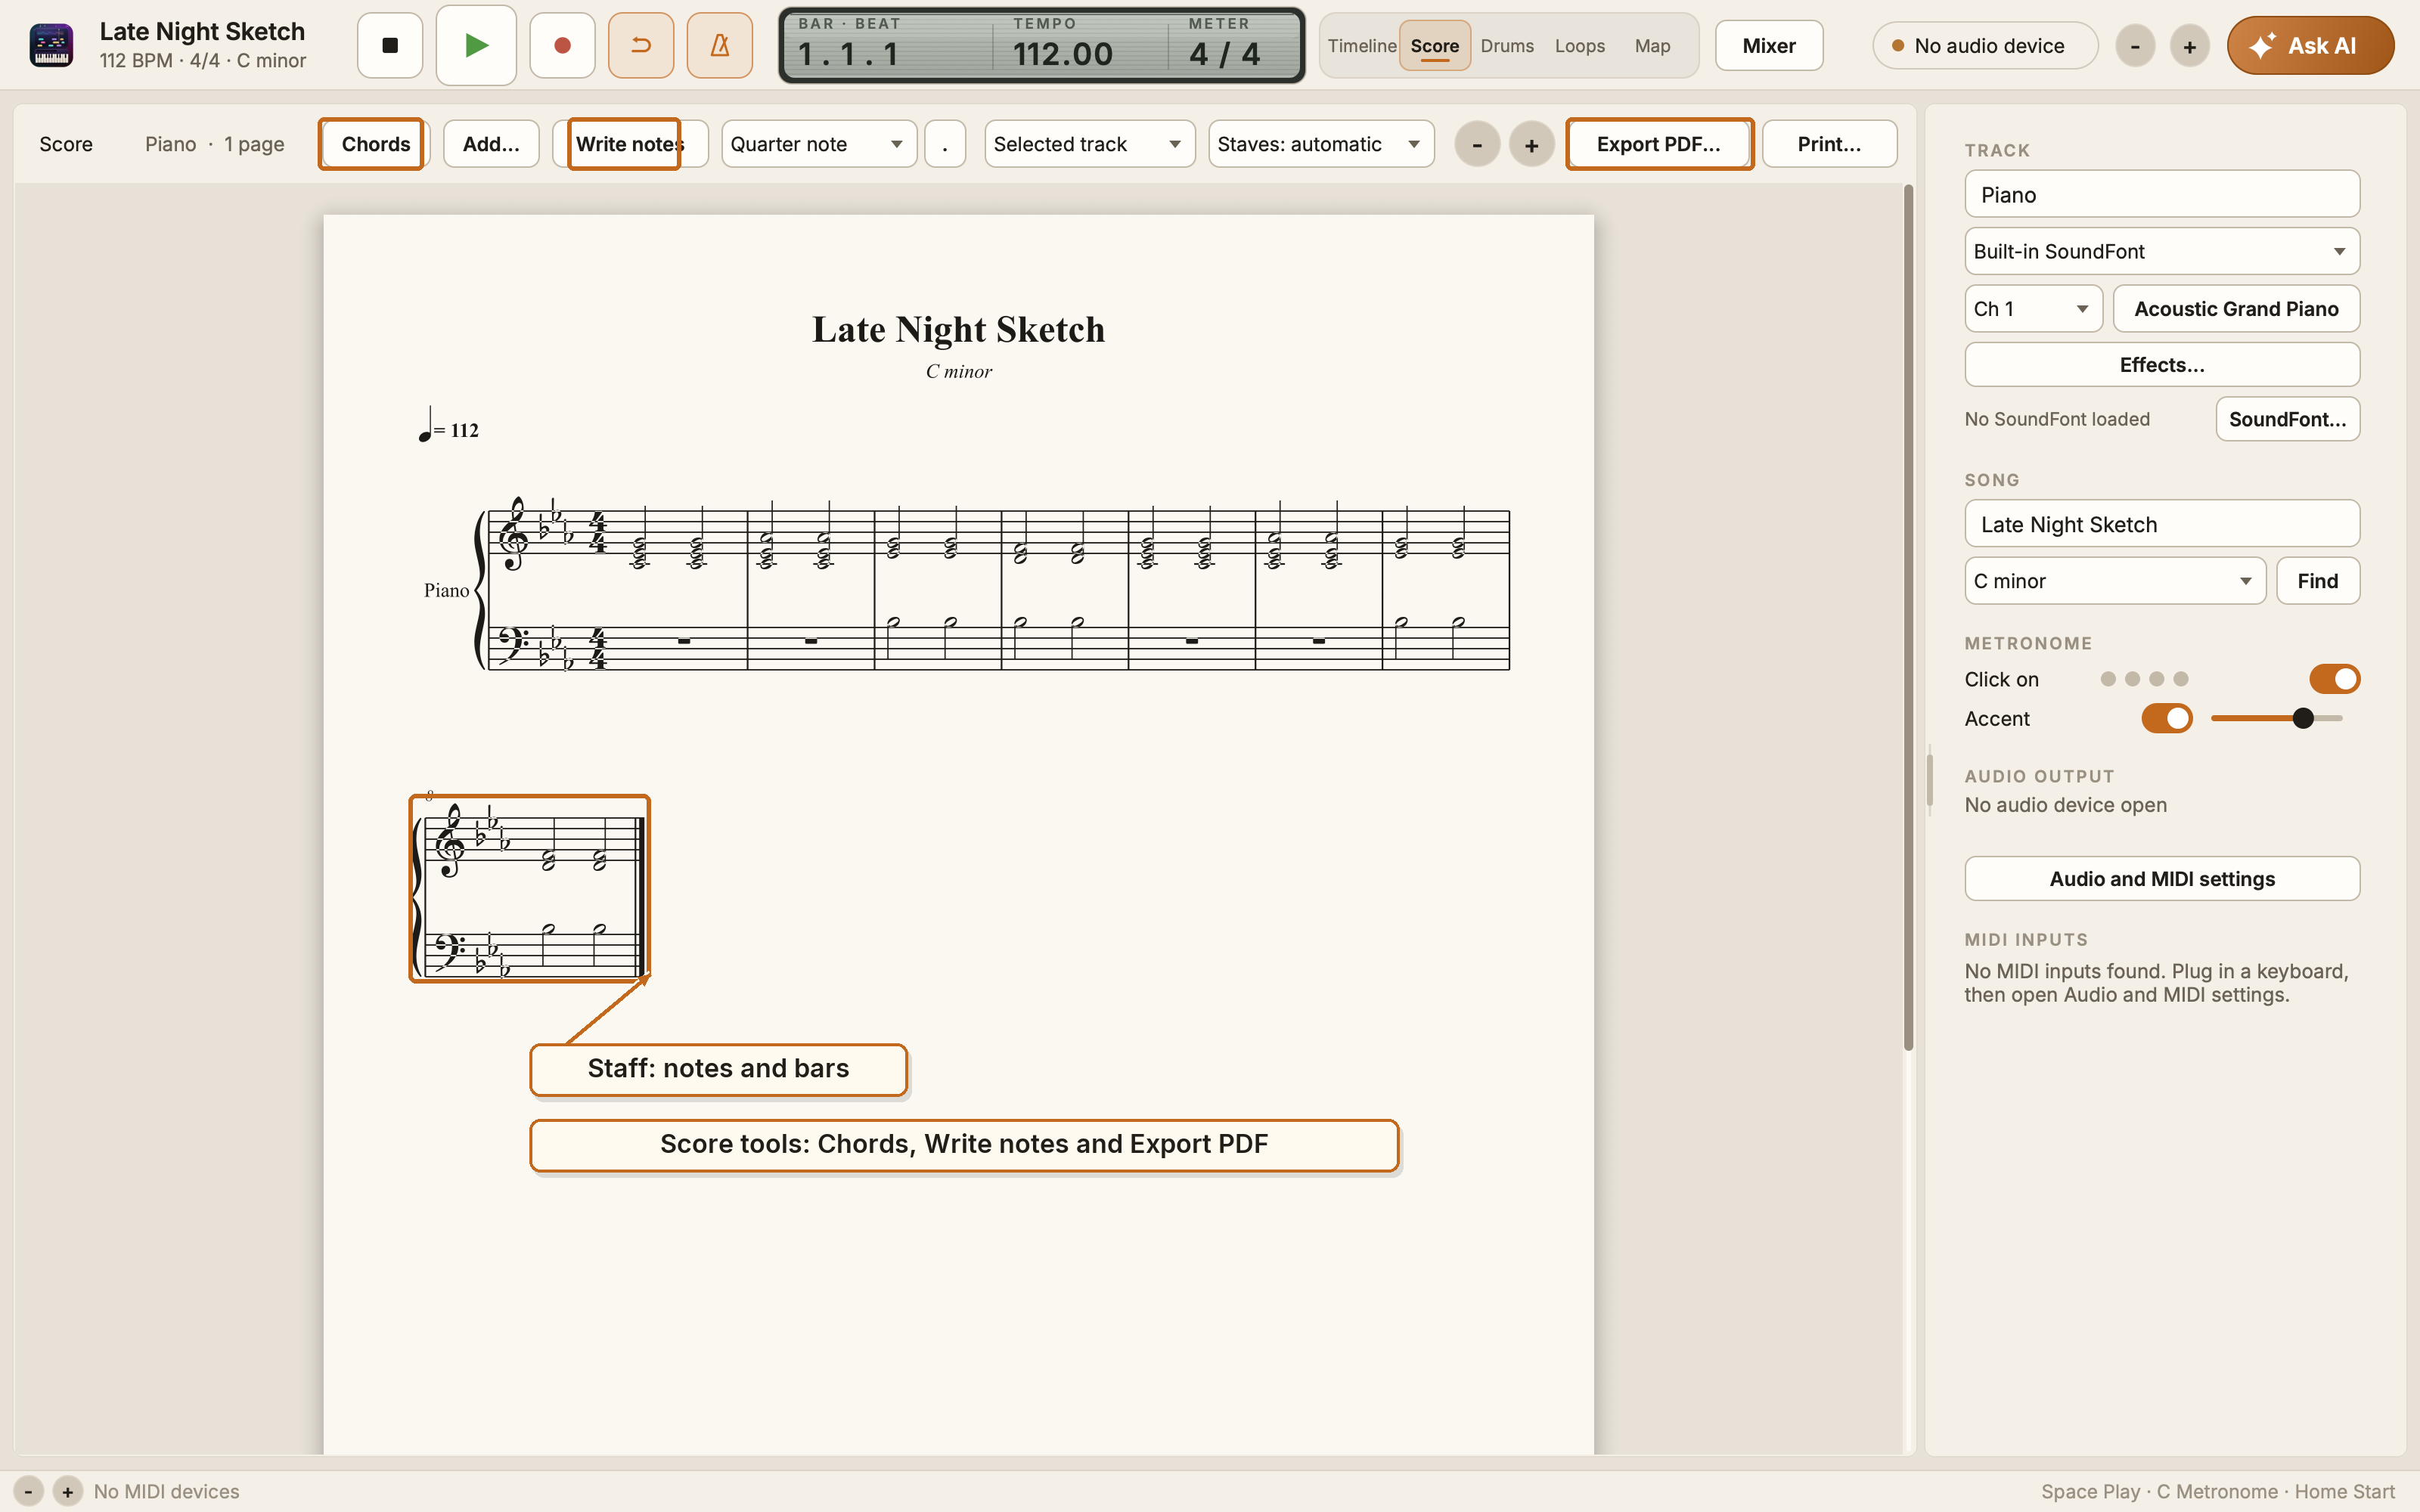 Late Night Sketch
112 BPM · 4/4 · C minor
BAR · BEAT
1 . 1 . 1
TEMPO
112.00
METER
4 / 4
Timeline
Score
Drums
Loops
Map
Mixer
No audio device
-
+
Ask AI
Score
Piano · 1 page
Chords
Add...
Write notes
Quarter note
.
Selected track
Staves: automatic
-
+
Export PDF...
Print...
Late Night Sketch
C minor
= 112
Piano
8
Staff: notes and bars
Score tools: Chords, Write notes and Export PDF
TRACK
Piano
Built-in SoundFont
Ch 1
Acoustic Grand Piano
Effects...
No SoundFont loaded
SoundFont...
SONG
Late Night Sketch
C minor
Find
METRONOME
Click on
Accent
AUDIO OUTPUT
No audio device open
Audio and MIDI settings
MIDI INPUTS
No MIDI inputs found. Plug in a keyboard,
then open Audio and MIDI settings.
-
+
No MIDI devices
Space Play · C Metronome · Home Start